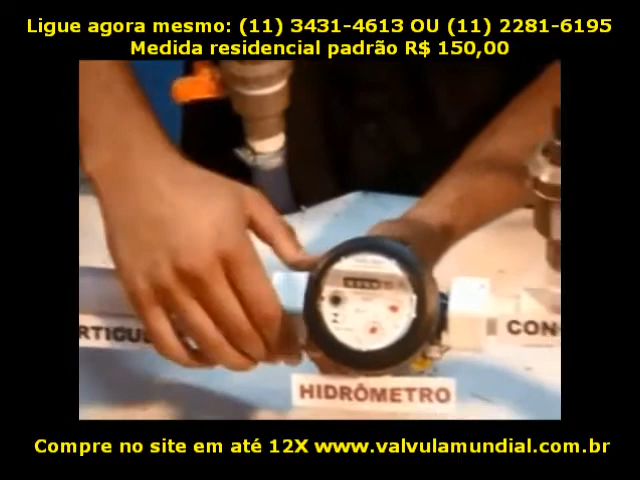 Ligue agora mesmo: (11) 3431-4613 OU (11) 2281-6195
Medida residencial padrão R$ 150,00
RTICUL
CON
HIDRÔMETRO
Compre no site em até 12X www.valvulamundial.com.br